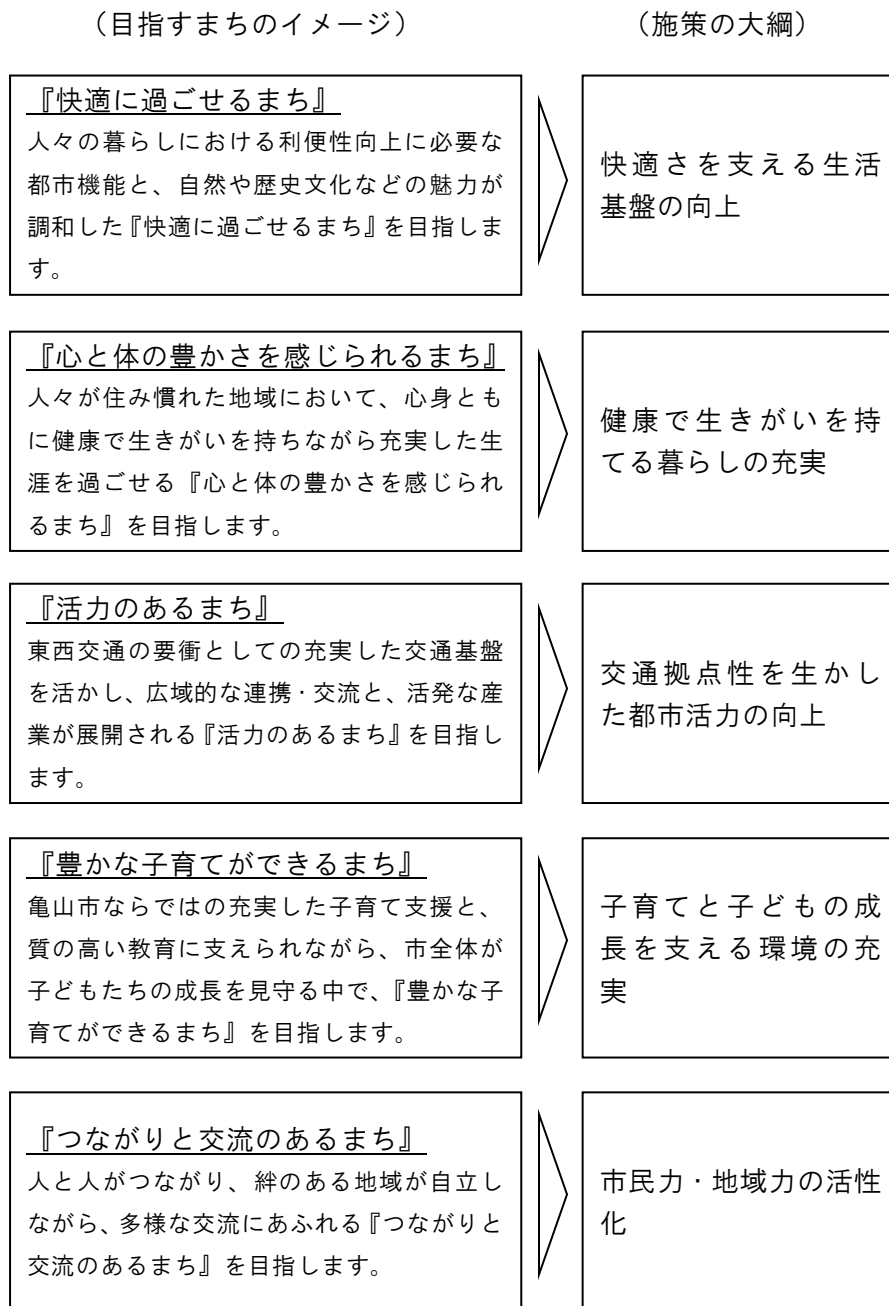 （目指すまちのイメージ）
（施策の大綱）
『快適に過ごせるまち』
人々の暮らしにおける利便性向上に必要な
都市機能と、自然や歴史文化などの魅力が
調和した『快適に過ごせるまち』を目指しま
す。
快適さを支える生活
基盤の向上
『心と体の豊かさを感じられるまち』
人々が住み慣れた地域において、心身とも
に健康で生きがいを持ちながら充実した生
涯を過ごせる『心と体の豊かさを感じられ
るまち』を目指します。
健康で生きがいを持
てる暮らしの充実
『活力のあるまち』
東西交通の要衝としての充実した交通基盤
を活かし、広域的な連携・交流と、活発な産
業が展開される『活力のあるまち』を目指し
ます。
交通拠点性を生かし
た都市活力の向上
『豊かな子育てができるまち』
亀山市ならではの充実した子育て支援と、
質の高い教育に支えられながら、市全体が
子どもたちの成長を見守る中で、『豊かな子
育てができるまち』を目指します。
子育てと子どもの成
長を支える環境の充
実
『つながりと交流のあるまち』
人と人がつながり、絆のある地域が自立し
ながら、多様な交流にあふれる『つながりと
交流のあるまち』を目指します。
市民力・地域力の活性
化